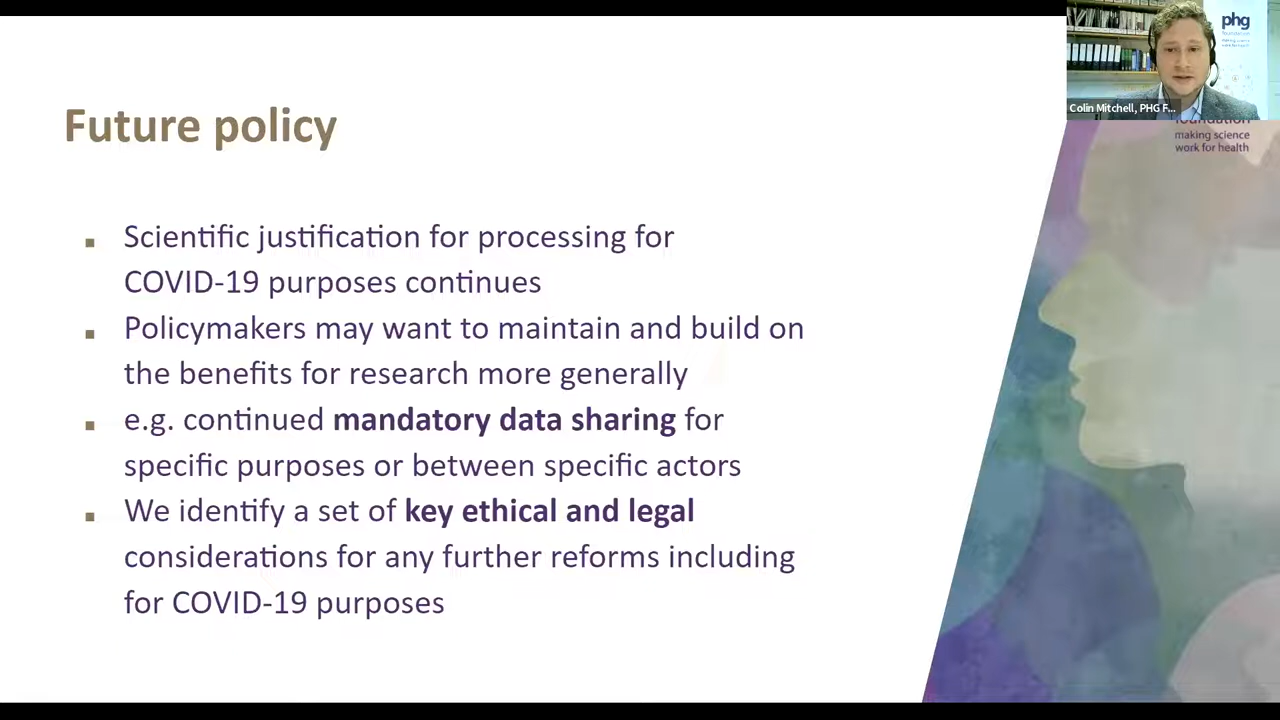 Future policy
Scientific justification for processing for
COVID-19 purposes continues
Policymakers may want to maintain and build on
the benefits for research more generally
e.g. continued mandatory data sharing for
specific purposes or between specific actors
We identify a set of key ethical and legal
considerations for any further reforms including
for COVID-19 purposes
phg
foundation
Colin Mitchell, PHG F...
foundation
making science
work for health